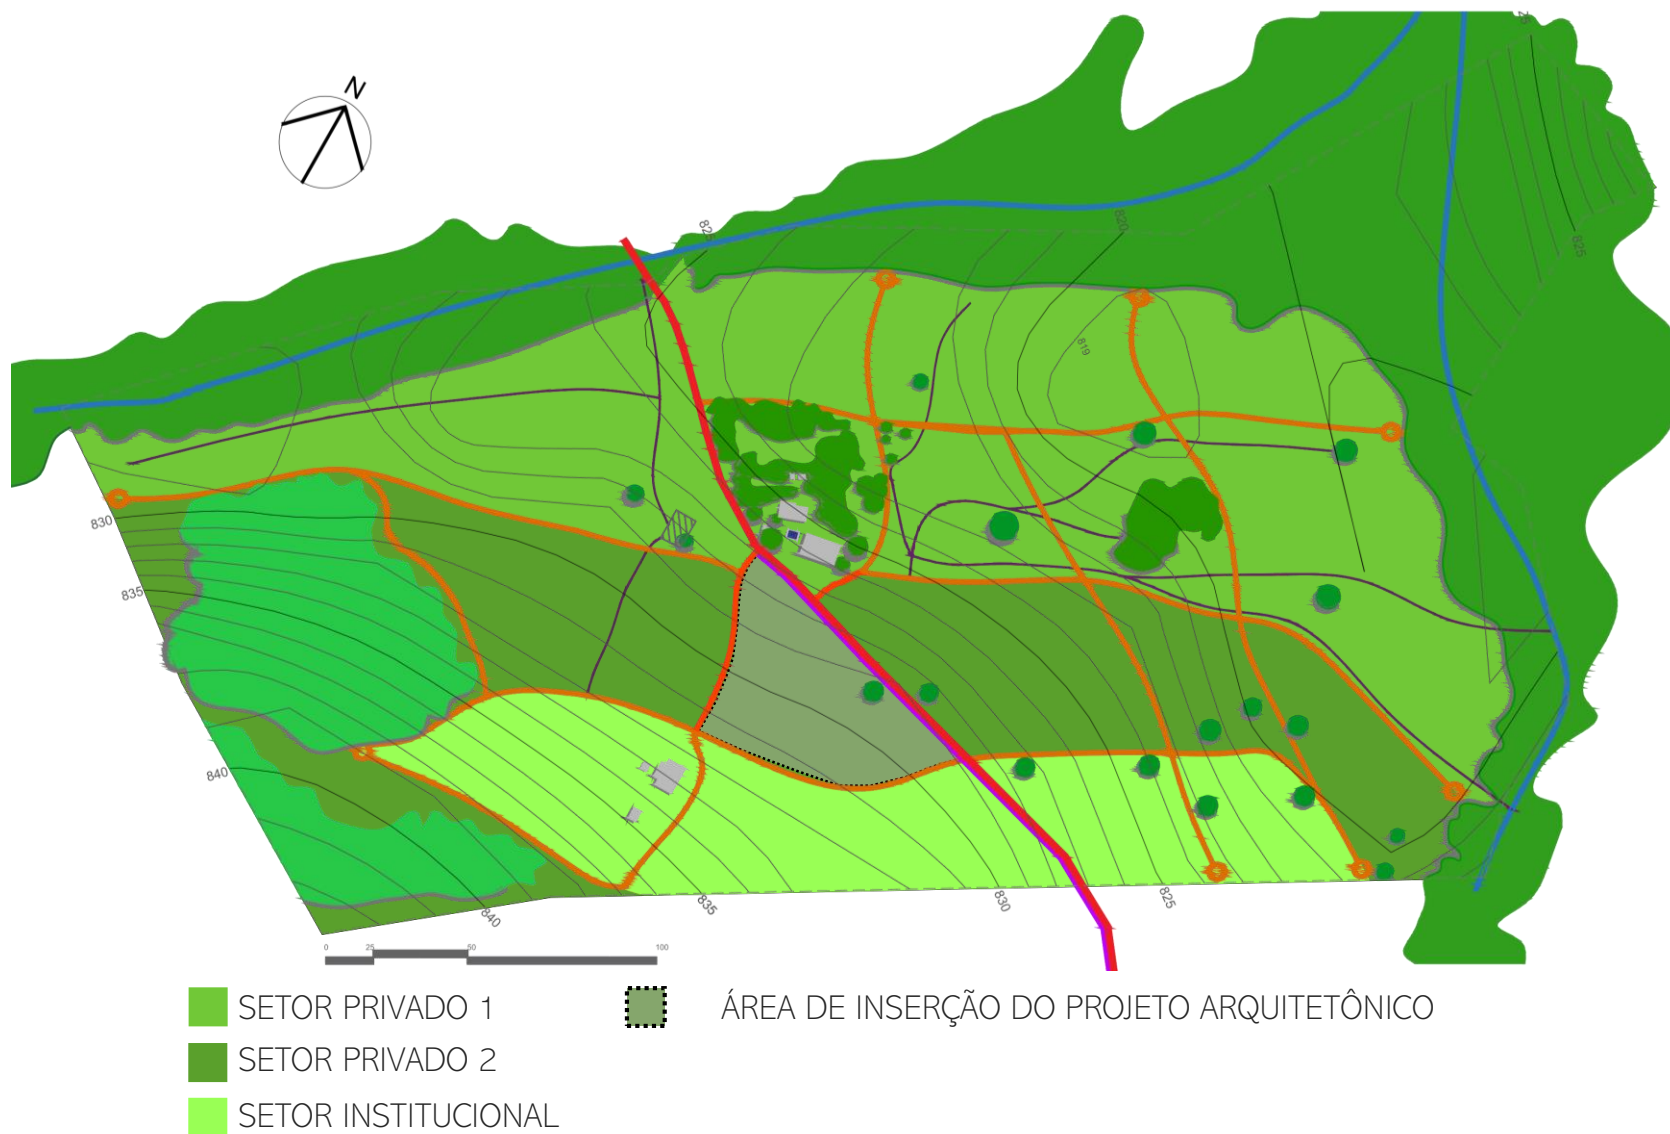 N
825
820
825
819
830
835
840
840
835
830
825
0 25 50 100
SETOR PRIVADO 1
ÁREA DE INSERÇÃO DO PROJETO ARQUITETÔNICO
SETOR PRIVADO 2
SETOR INSTITUCIONAL